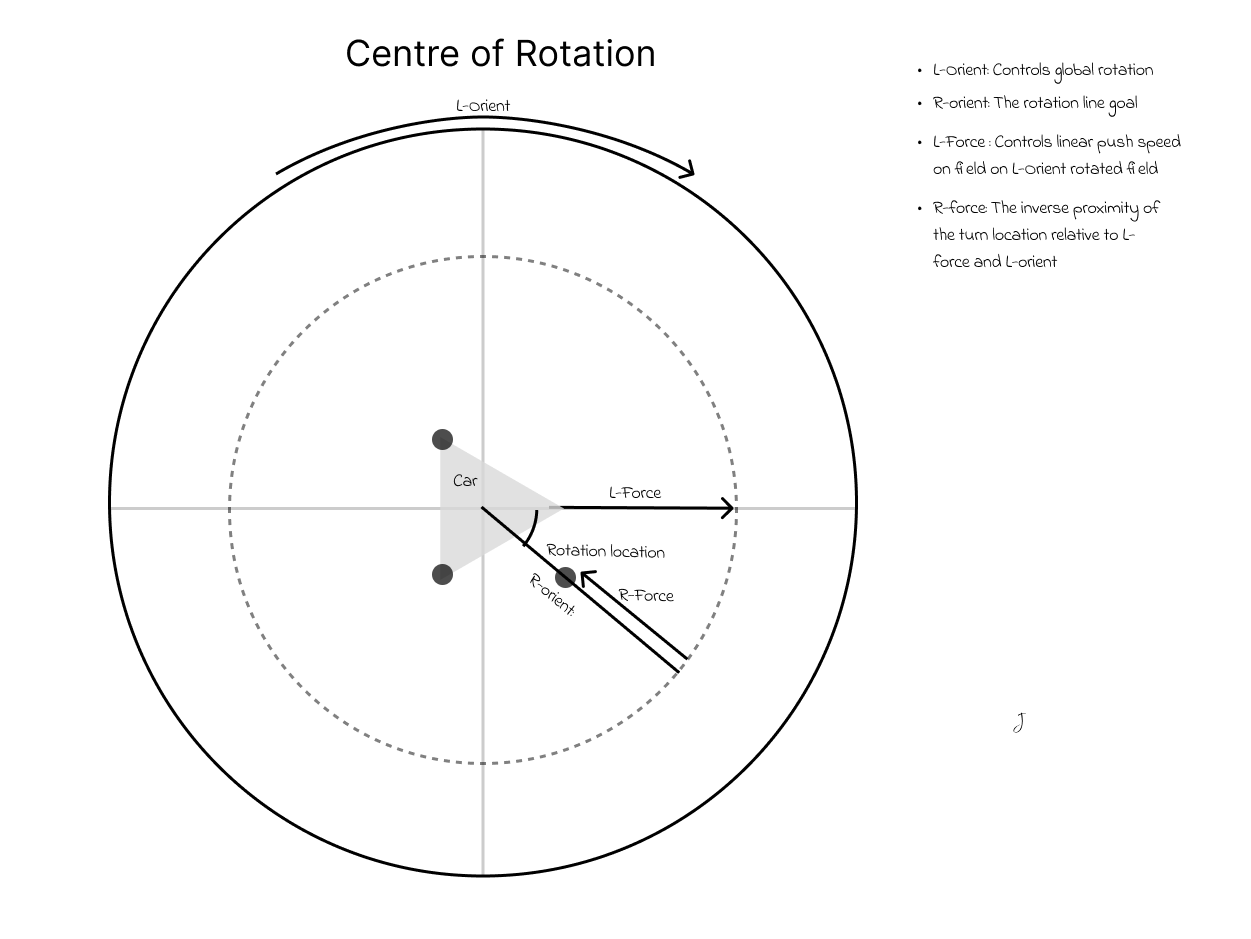 Centre of Rotation
L-Orient
• L-Orient: Controls global rotation
• R-orient: The rotation line goal
• L-Force : Controls linear push speed
on field on L-Orient rotated field
• R-force: The inverse proximity of
the turn location relative to L-
force and L-orient
Car
L-Force
Rotation location
R-orient:
R-Force
J